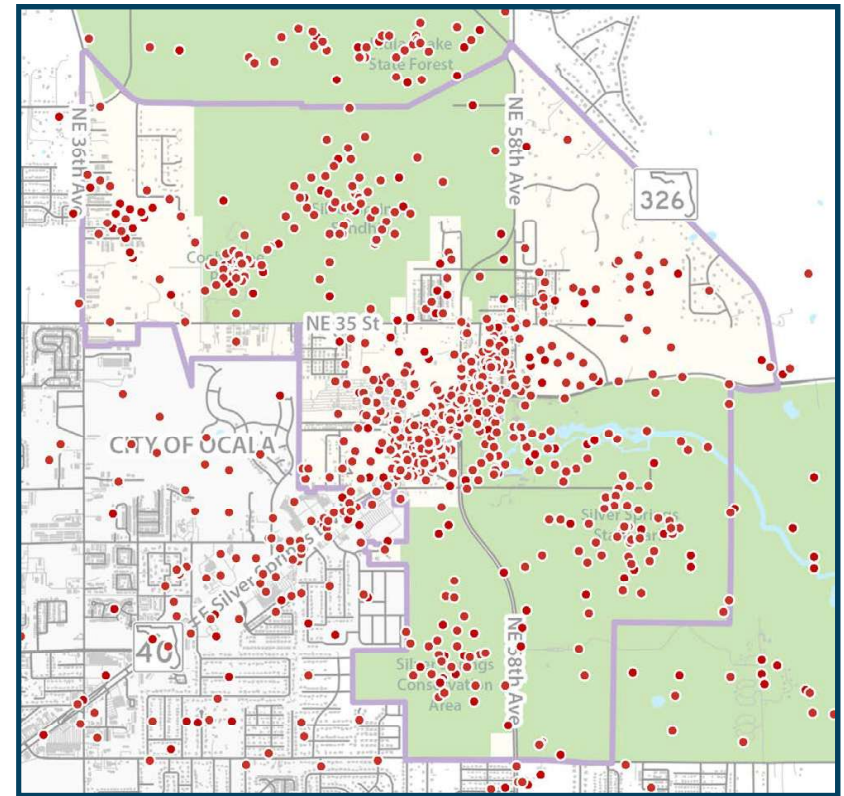 State Forest
NE 36th Ave
NE 58th Ave
326
NE 35 St
CITY OF OCALA
E Silver Springs
Silver Springs
40
NE 58th Ave
Silver Springs
Conservation
Area